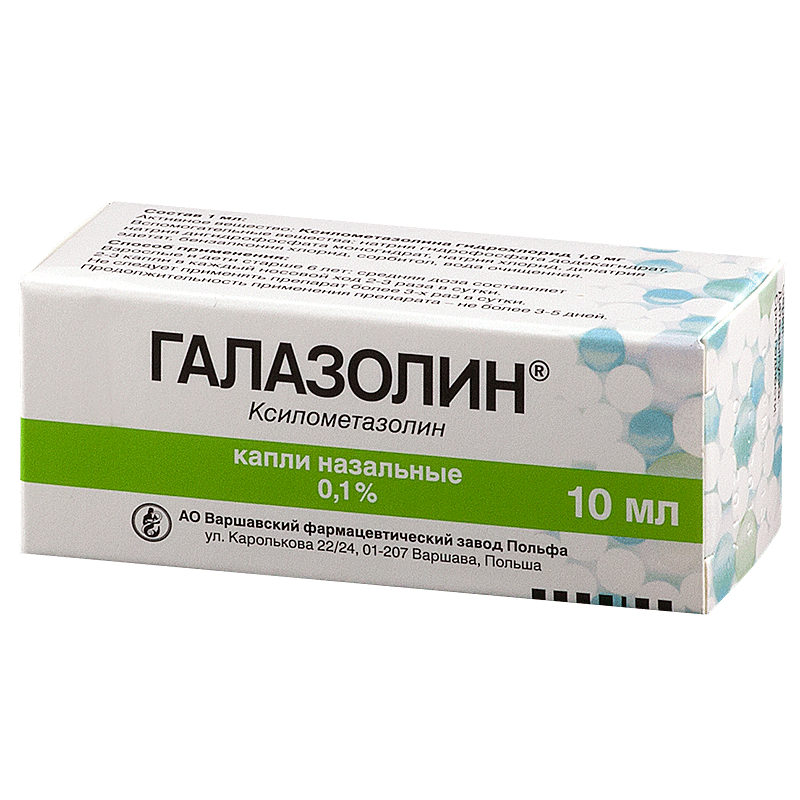 Состав 1 мл:
Активное вещество: Ксилометазолина гидрохлорид 1,0 мг
Вспомогательные вещества: натрия гидрофосфата додекагидрат,
натрия дигидрофосфата моногидрат, натрия хлорид, динатрия
эдетат, бензалкония хлорид, сорбитол, вода очищенная.
Способ применения:
Взрослые и дети старше 6 лет: средняя доза составляет
2-3 капли в каждый носовой ход 2-3 раза в сутки.
Не следует применять препарат более 3-х раз в сутки.
Продолжительность применения препарата – не более 3-5 дней.
ГАЛАЗОЛИН®
Ксилометазолин
капли назальные
0,1%
10 мл
АО Варшавский фармацевтический завод Польфа
ул. Каролькова 22/24, 01-207 Варшава, Польша